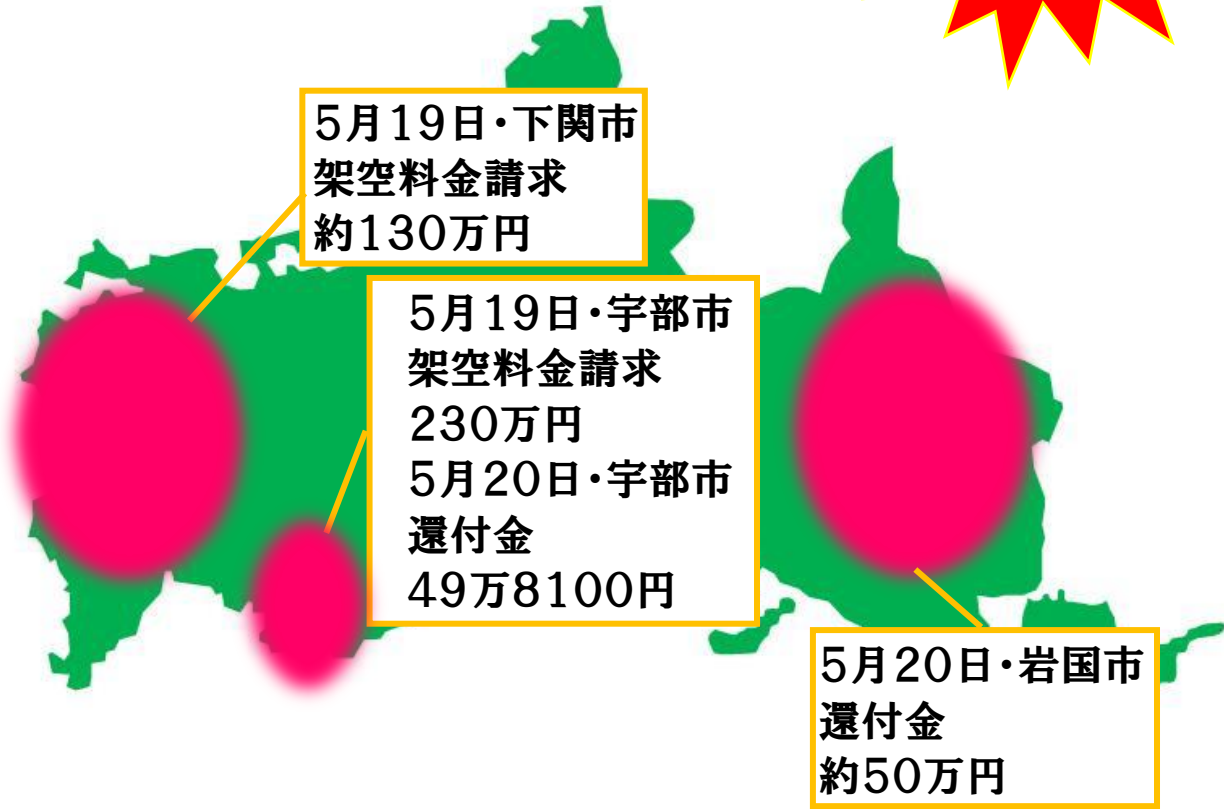 5月19日・下関市
架空料金請求
約130万円
5月19日・宇部市
架空料金請求
230万円
5月20日・宇部市
還付金
49万8100円
5月20日・岩国市
還付金
約50万円